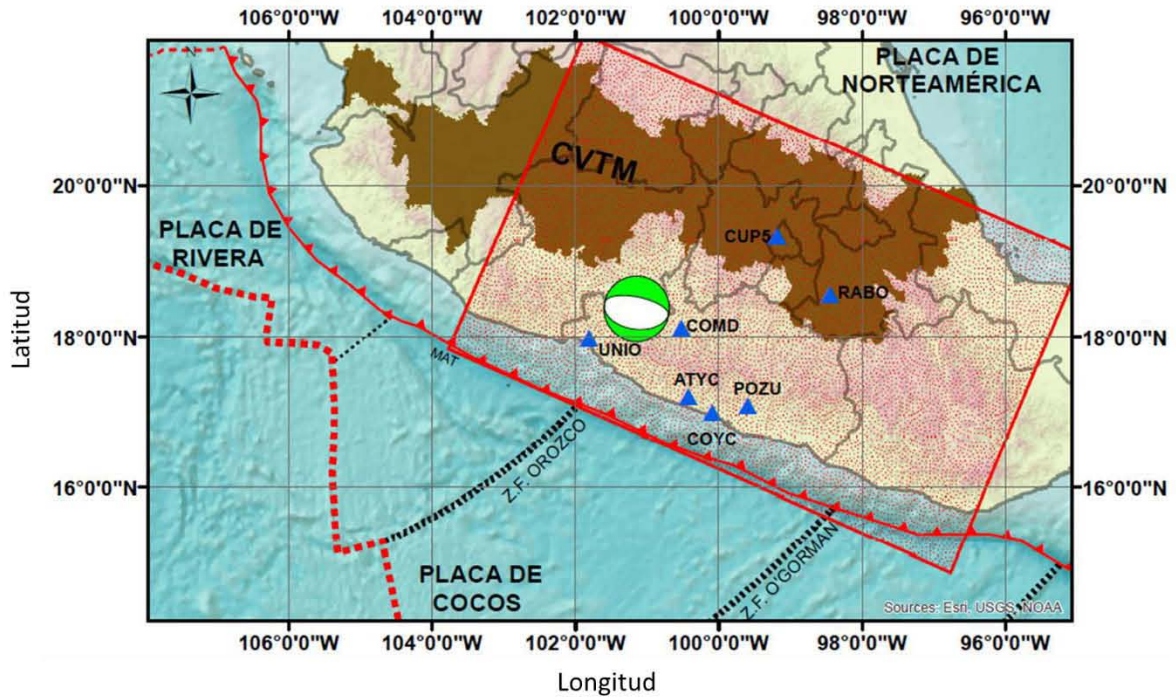 106°0'0"W 104°0'0"W 102°0'0"W 100°0'0"W 98°0'0"W 96°0'0"W
PLACA DE
NORTEAMÉRICA
N
CVTM
20°0'0"N
20°0'0"N
PLACA DE
RIVERA
CUP5
RABO
COMD
18°0'0"N
18°0'0"N
UNIO
MAT
ATYC
POZU
COYC
Z.F. OROZCO
16°0'0"N
16°0'0"N
Z.F. O'GORMAN
PLACA DE
COCOS
Sources: Esri, USGS, NOAA
106°0'0"W 104°0'0"W 102°0'0"W 100°0'0"W 98°0'0"W 96°0'0"W
Latitud
Longitud